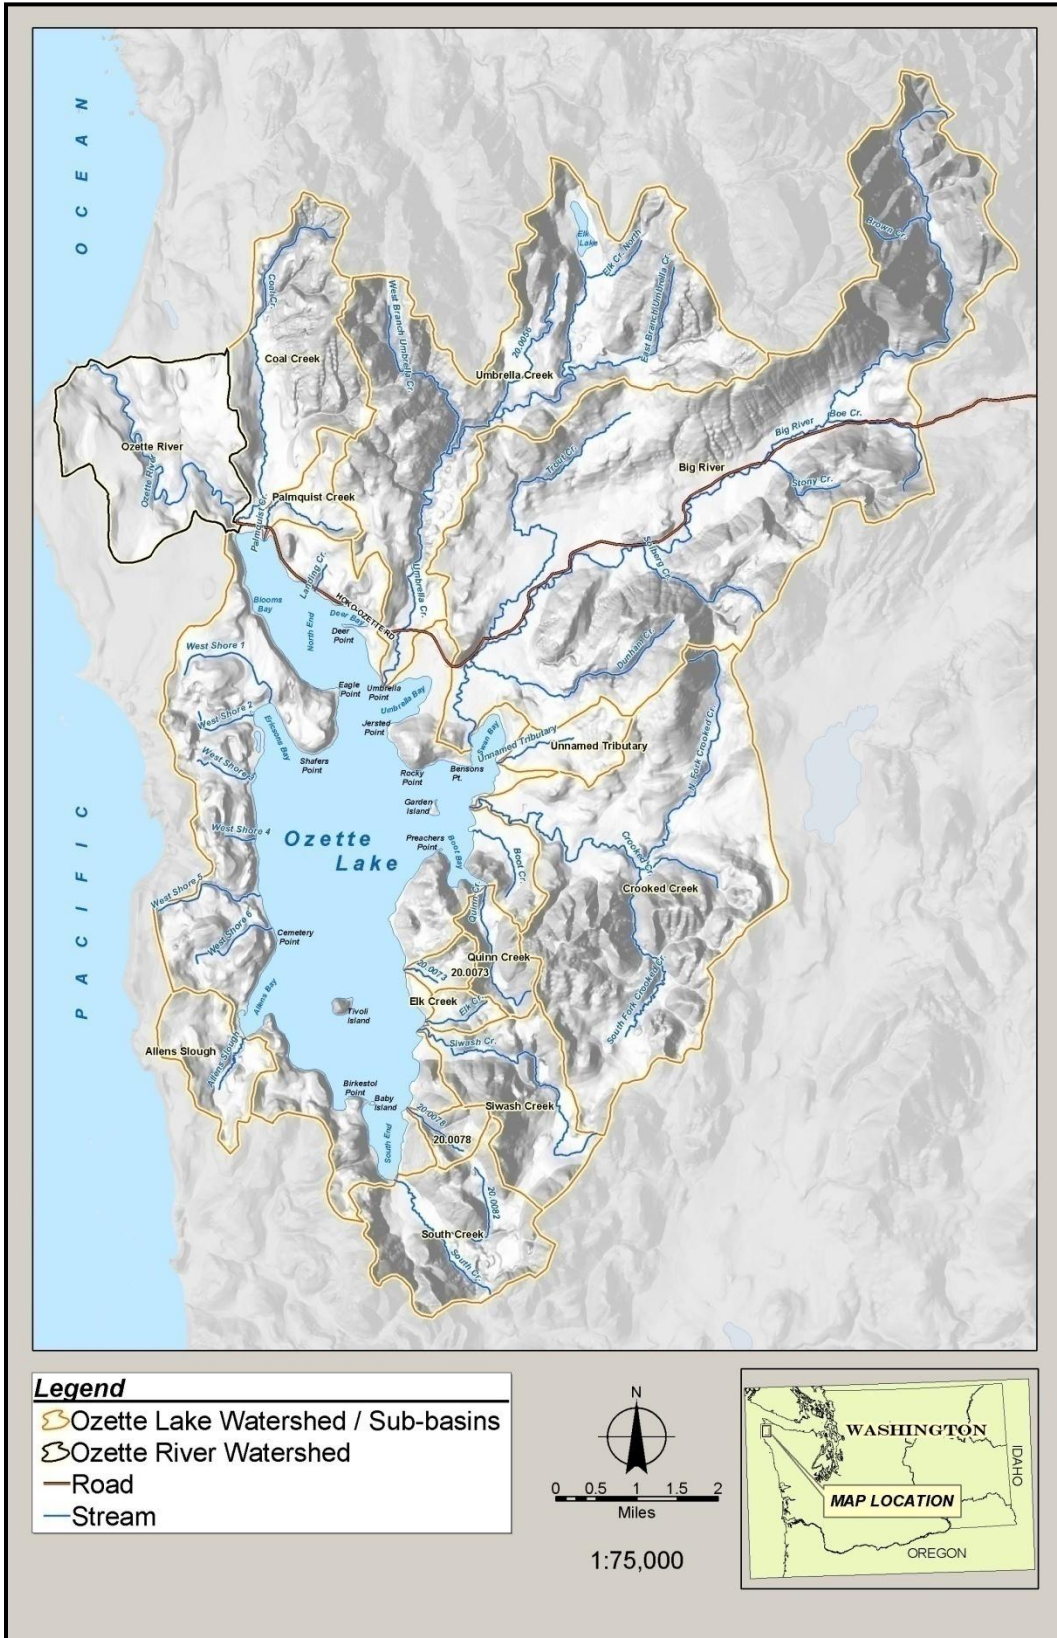 OCEAN
PACIFIC
Brown Cr.
Elk
Lake
Elk Cr. North
Coal Cr.
West Branch Umbrella Cr.
20.0056
East Branch Umbrella Cr.
Coal Creek
Umbrella Creek
Boe Cr.
Big River
Ozette River
Ozette River
Trout Cr.
Big River
Stony Cr.
Palmquist Creek
Palmquist Cr.
Solberg Cr.
Landing Cr.
Umbrella Cr.
Blooms
Bay
HOKO-OZETTE RD
Deer Bay
North End
Deer
Point
Dunham Cr.
West Shore 1
Eagle
Point
Umbrella
Point
Umbrella Bay
N. Fork Crooked Cr.
West Shore 2
Ericsons Bay
Jersted
Point
Swan Bay
Unnamed Tributary
Unnamed Tributary
West Shore 3
Shafers
Point
Rocky
Point
Bensons
Pt.
Garden
Island
West Shore 4
Ozette
Lake
Preachers
Point
Boot Bay
Boot Cr.
Crooked Cr.
Crooked Creek
West Shore 5
Quinn Cr.
West Shore 6
Cemetery
Point
Quinn Creek
20.0073
20.0073
Allens Bay
Elk Creek
Elk Cr.
South Fork Crooked Cr.
Tivoli
Island
Siwash Cr.
Allens Slough
Allens Slough
Birkestol
Point
Baby
Island
Siwash Creek
20.0078
20.0078
South End
20.0082
South Creek
South Cr.
Legend
Ozette Lake Watershed / Sub-basins
Ozette River Watershed
Road
Stream
N
0 0.5 1 1.5 2
Miles
1:75,000
WASHINGTON
IDAHO
MAP LOCATION
OREGON